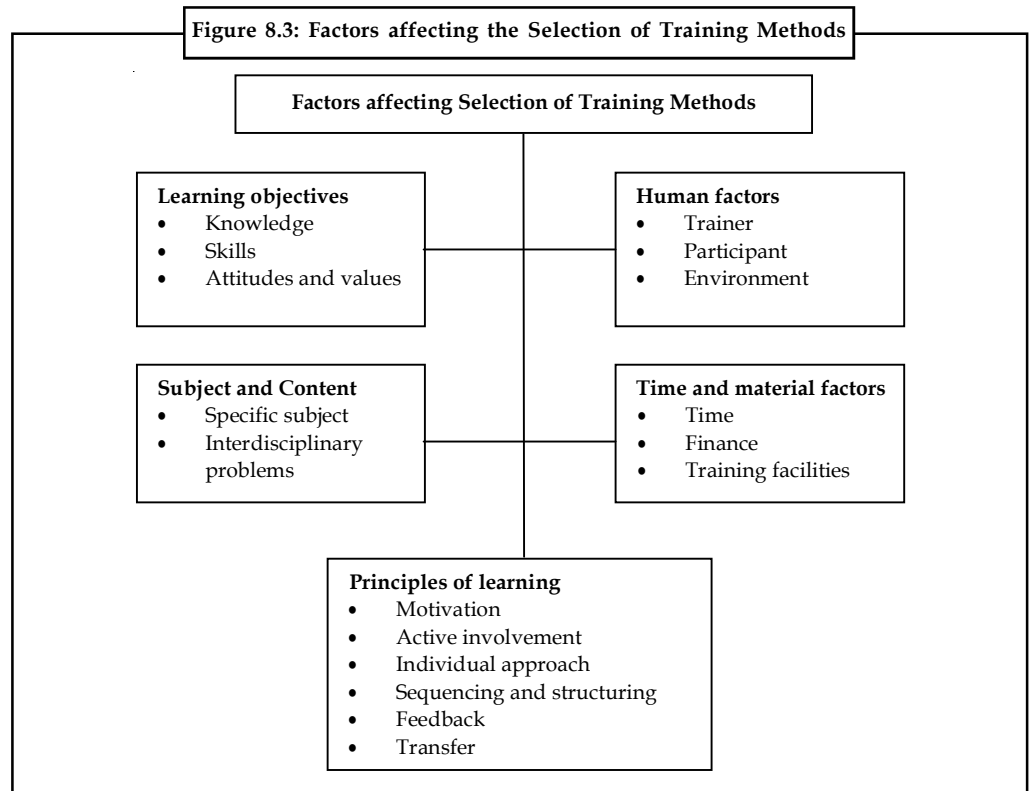 Figure 8.3: Factors affecting the Selection of Training Methods
Factors affecting Selection of Training Methods
Learning objectives
• Knowledge
• Skills
• Attitudes and values
Human factors
• Trainer
• Participant
• Environment
Subject and Content
• Specific subject
• Interdisciplinary
problems
Time and material factors
• Time
• Finance
• Training facilities
Principles of learning
• Motivation
• Active involvement
• Individual approach
• Sequencing and structuring
• Feedback
• Transfer